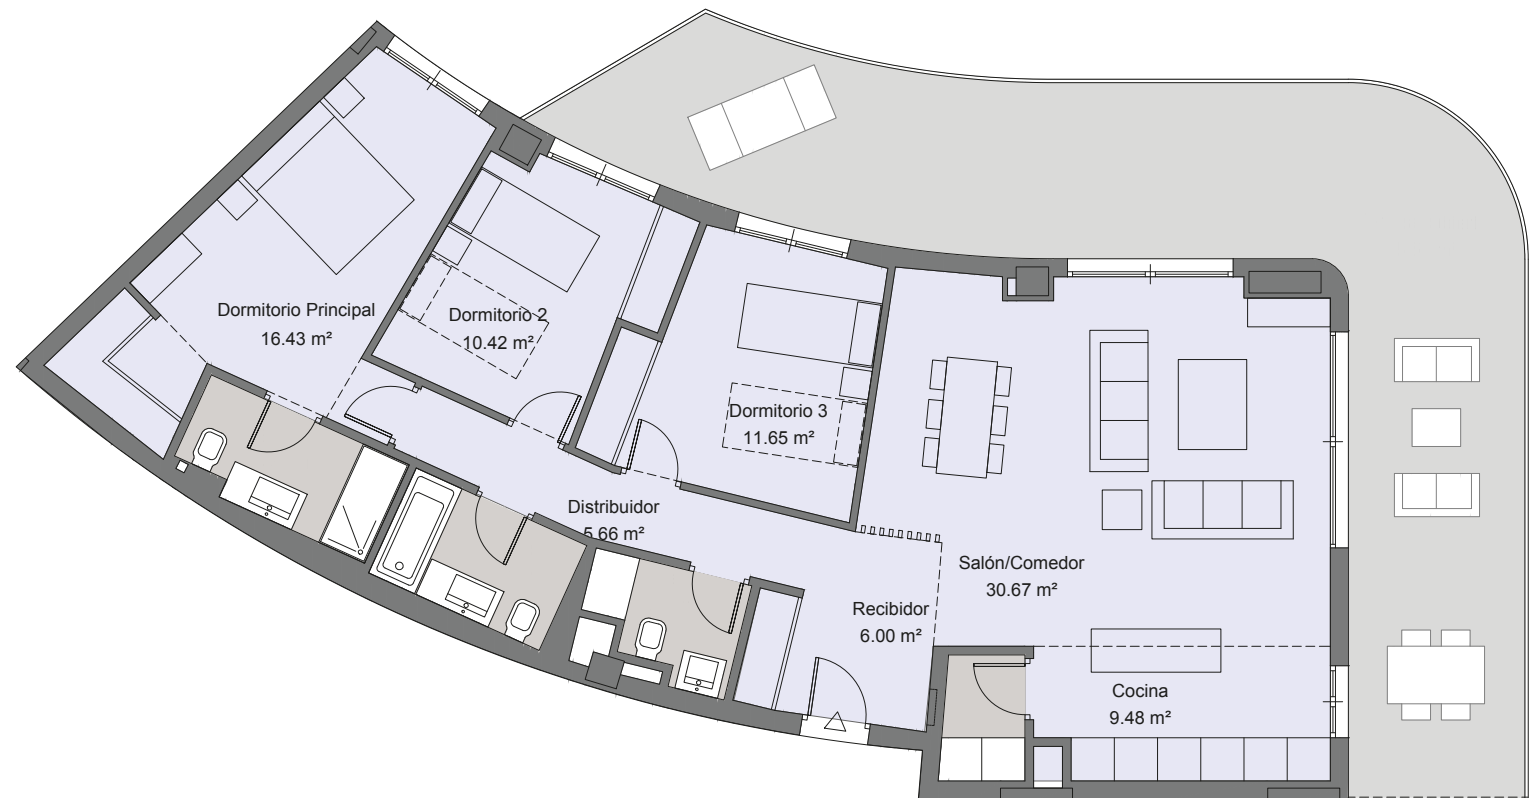 Dormitorio Principal
16.43 m²
Dormitorio 2
10.42 m²
Dormitorio 3
11.65 m²
Distribuidor
5.66 m²
Salón/Comedor
30.67 m²
Recibidor
6.00 m²
Cocina
9.48 m²